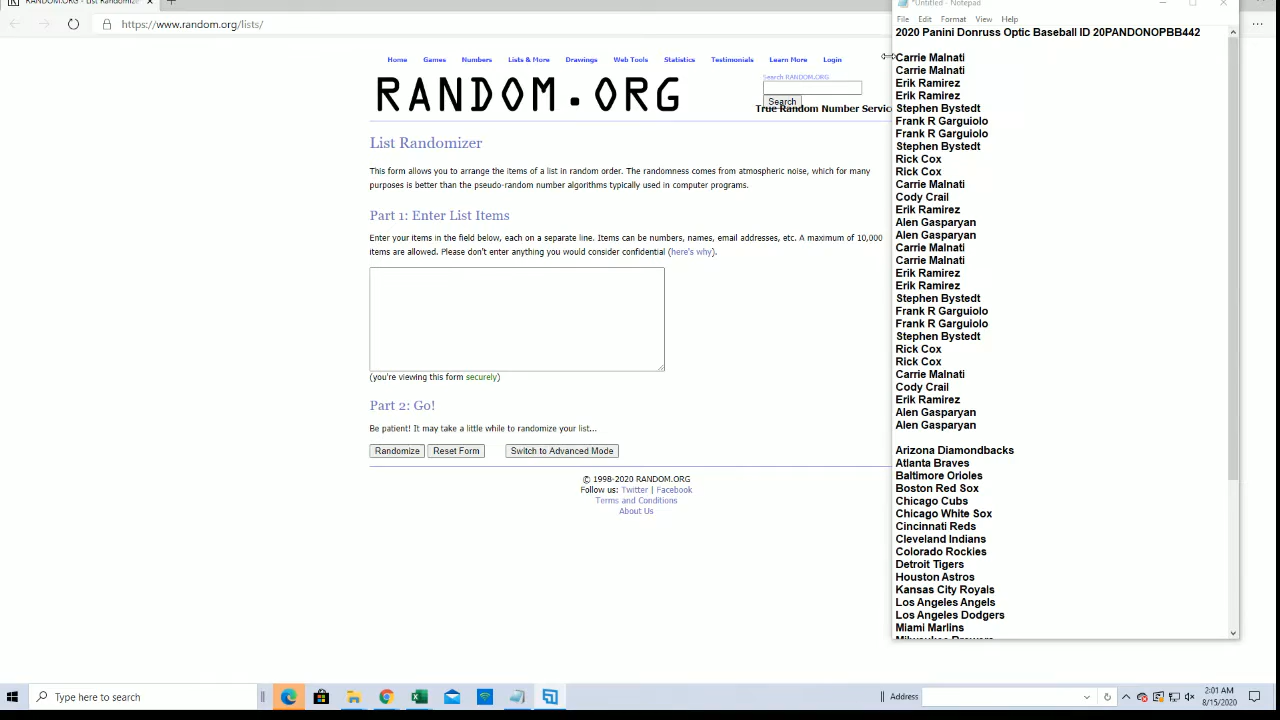 RANDOM.ORG - List Randomiz
https://www.random.org/lists/
Home Games Numbers Lists & More Drawings Web Tools Statistics Testimonials Learn More Login
RANDOM.ORG
Search RANDOM.ORG
Search
True Random Number Servic
List Randomizer
This form allows you to arrange the items of a list in random order. The randomness comes from atmospheric noise, which for many
purposes is better than the pseudo-random number algorithms typically used in computer programs.
Part 1: Enter List Items
Enter your items in the field below, each on a separate line. Items can be numbers, names, email addresses, etc. A maximum of 10,000
items are allowed. Please don't enter anything you would consider confidential (here's why).
(you're viewing this form securely)
Part 2: Go!
Be patient! It may take a little while to randomize your list...
Randomize Reset Form Switch to Advanced Mode
© 1998-2020 RANDOM.ORG
Follow us: Twitter | Facebook
Terms and Conditions
About Us
*Untitled - Notepad
File Edit Format View Help
2020 Panini Donruss Optic Baseball ID 20PANDONOPBB442
Carrie Malnati
Carrie Malnati
Erik Ramirez
Erik Ramirez
Stephen Bystedt
Frank R Garguiolo
Frank R Garguiolo
Stephen Bystedt
Rick Cox
Rick Cox
Carrie Malnati
Cody Crail
Erik Ramirez
Alen Gasparyan
Alen Gasparyan
Carrie Malnati
Carrie Malnati
Erik Ramirez
Erik Ramirez
Stephen Bystedt
Frank R Garguiolo
Frank R Garguiolo
Stephen Bystedt
Rick Cox
Rick Cox
Carrie Malnati
Cody Crail
Erik Ramirez
Alen Gasparyan
Alen Gasparyan
Arizona Diamondbacks
Atlanta Braves
Baltimore Orioles
Boston Red Sox
Chicago Cubs
Chicago White Sox
Cincinnati Reds
Cleveland Indians
Colorado Rockies
Detroit Tigers
Houston Astros
Kansas City Royals
Los Angeles Angels
Los Angeles Dodgers
Miami Marlins
Milwaukee Brewers
Type here to search
Address
2:01 AM
8/15/2020